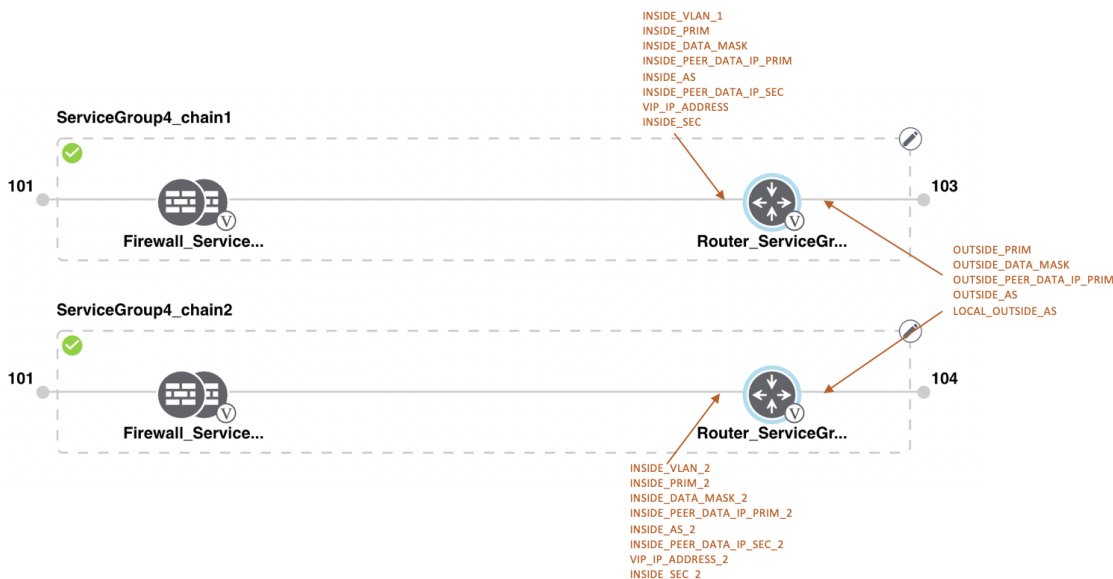 INSIDE_VLAN_1
INSIDE_PRIM
INSIDE_DATA_MASK
INSIDE_PEER_DATA_IP_PRIM
INSIDE_AS
INSIDE_PEER_DATA_IP_SEC
VIP_IP_ADDRESS
INSIDE_SEC
ServiceGroup4_chain1
101
103
V
V
Firewall_Service...
Router_ServiceGr...
OUTSIDE_PRIM
OUTSIDE_DATA_MASK
OUTSIDE_PEER_DATA_IP_PRIM
OUTSIDE_AS
LOCAL_OUTSIDE_AS
ServiceGroup4_chain2
101
104
V
V
Firewall_Service...
Router_ServiceGr...
INSIDE_VLAN_2
INSIDE_PRIM_2
INSIDE_DATA_MASK_2
INSIDE_PEER_DATA_IP_PRIM_2
INSIDE_AS_2
INSIDE_PEER_DATA_IP_SEC_2
VIP_IP_ADDRESS_2
INSIDE_SEC_2